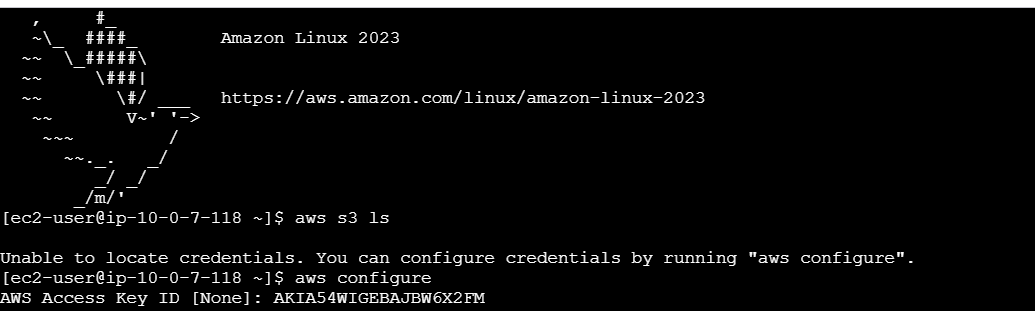 ,     #_
   ~\_  ####_        Amazon Linux 2023
  ~~  \_#####\
  ~~     \###|
  ~~       \#/ ___   https://aws.amazon.com/linux/amazon-linux-2023
   ~~       V~' '->
    ~~~         /
      ~~._.   _/
         _/ _/
       _/m/'
[ec2-user@ip-10-0-7-118 ~]$ aws s3 ls

Unable to locate credentials. You can configure credentials by running "aws configure".
[ec2-user@ip-10-0-7-118 ~]$ aws configure
AWS Access Key ID [None]: AKIA54WIGEBAJBW6X2FM